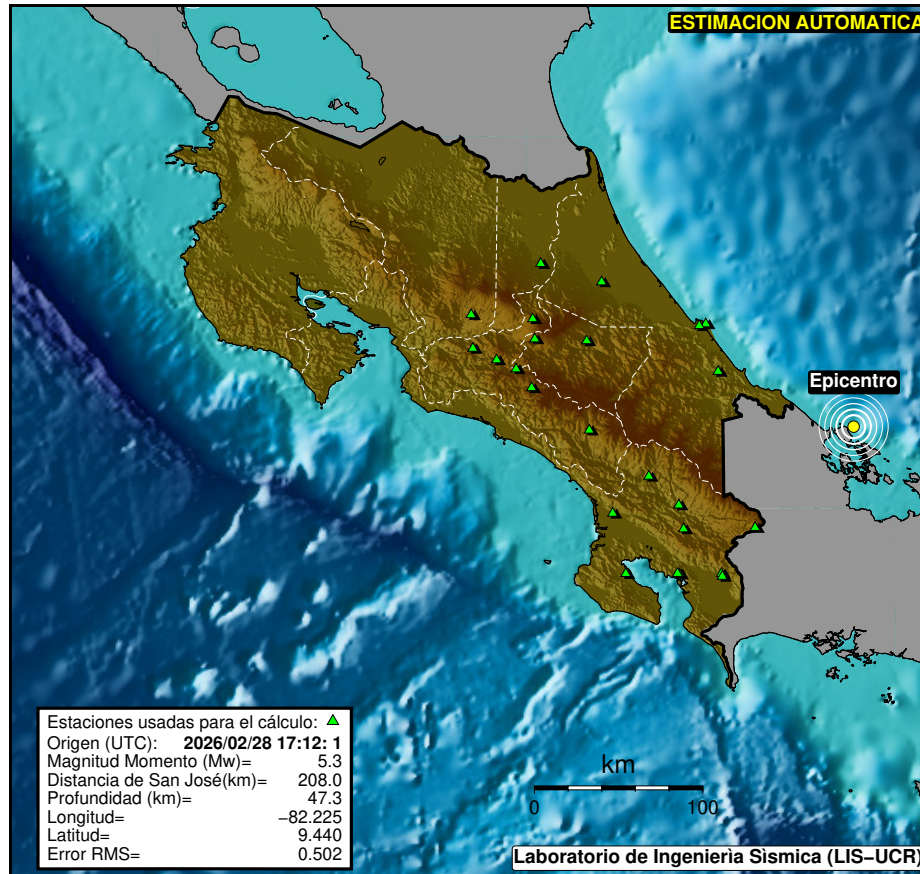 ESTIMACION AUTOMATICA
Epicentro
Estaciones usadas para el cálculo:
Origen (UTC): 2026/02/28 17:12: 1
Magnitud Momento (Mw)= 5.3
Distancia de San José(km)= 208.0
Profundidad (km)= 47.3
Longitud= −82.225
Latitud= 9.440
Error RMS= 0.502
km
0 100
Laboratorio de Ingenierìa Sìsmica (LIS−UCR)